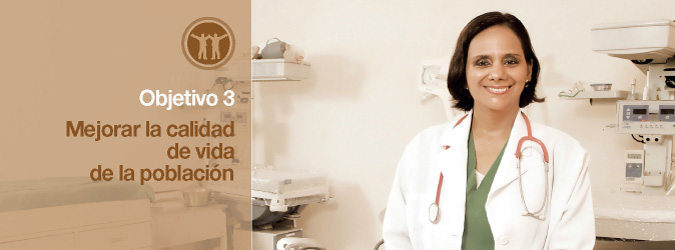 Objetivo 3
Mejorar la calidad
de vida
de la población